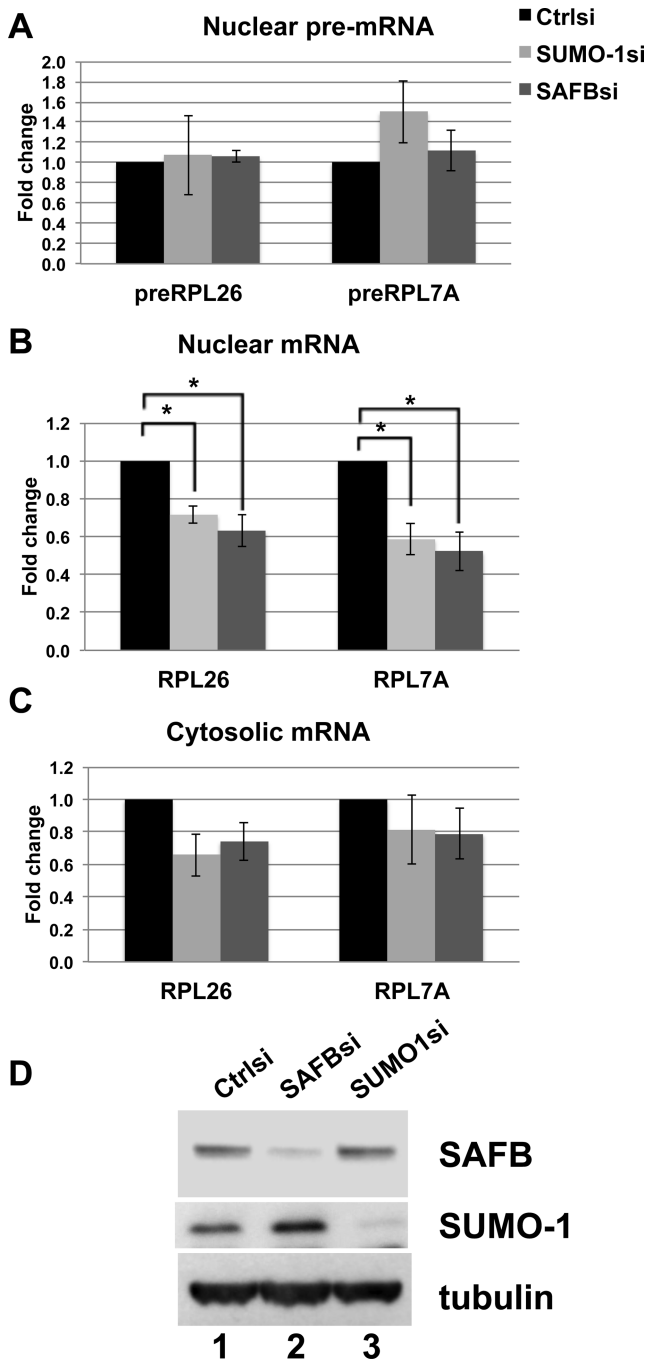 A
Nuclear pre-mRNA
Ctrlsi
SUMO-1si
SAFBsi
Fold change
2.0
1.8
1.6
1.4
1.2
1.0
0.8
0.6
0.4
0.2
0.0
preRPL26 preRPL7A
B
Nuclear mRNA
* *
* *
Fold change
1.2
1.0
0.8
0.6
0.4
0.2
0.0
RPL26 RPL7A
C
Cytosolic mRNA
Fold change
1.2
1.0
0.8
0.6
0.4
0.2
0.0
RPL26 RPL7A
D
Ctrlsi SAFBsi SUMO1si
SAFB
SUMO-1
tubulin
1 2 3